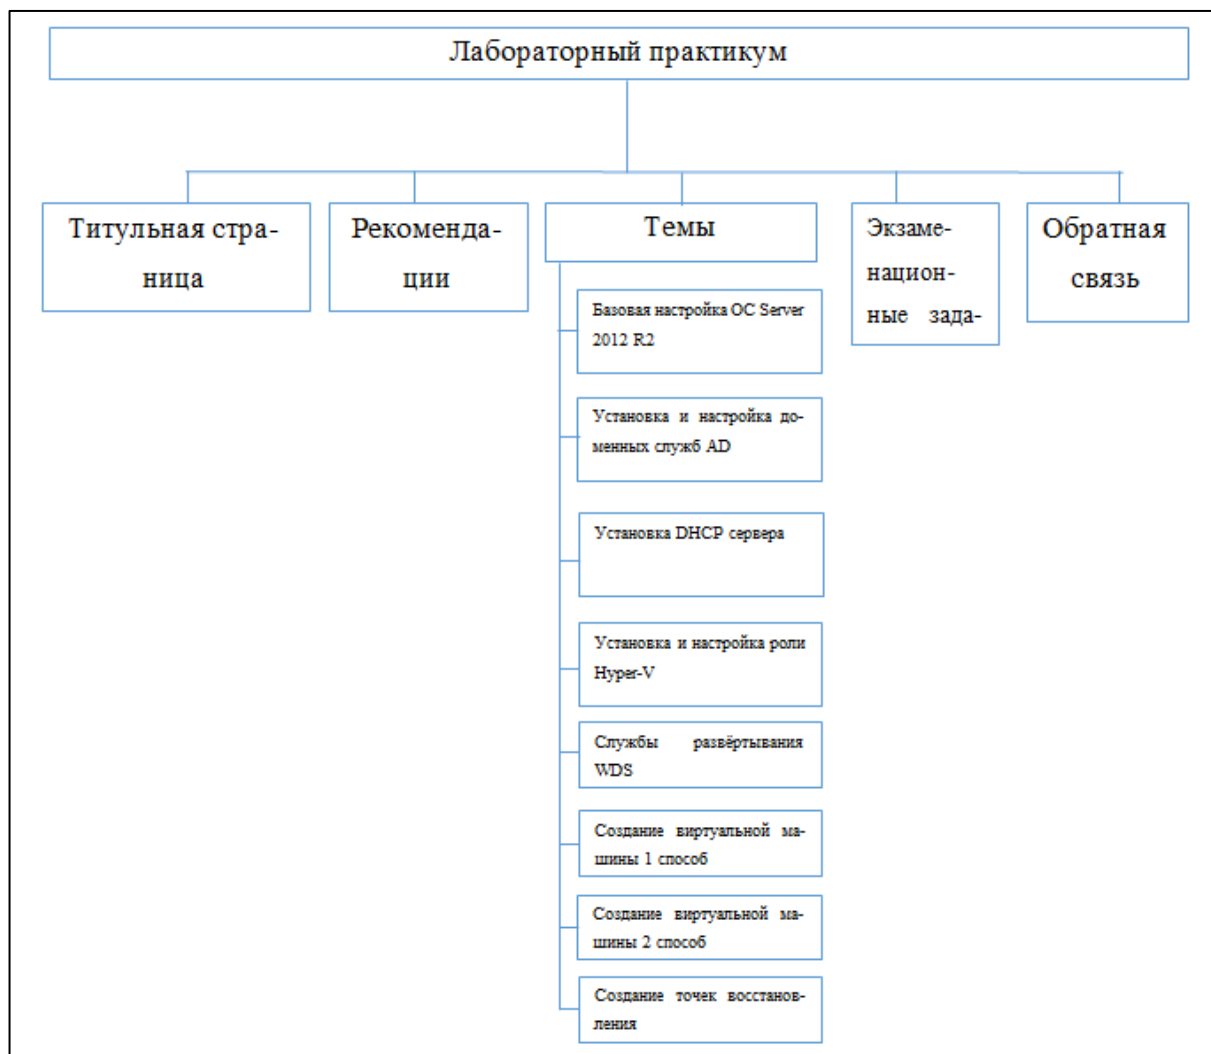 Лабораторный практикум
Титульная стра-
ница
Рекоменда-
ции
Темы
Экзаме-
национ-
ные зада-
Обратная
связь
Базовая настройка ОС Server
2012 R2
Установка и настройка до-
менных служб AD
Установка DHCP сервера
Установка и настройка роли
Hyper-V
Службы развёртывания
WDS
Создание виртуальной ма-
шины 1 способ
Создание виртуальной ма-
шины 2 способ
Создание точек восстанов-
ления